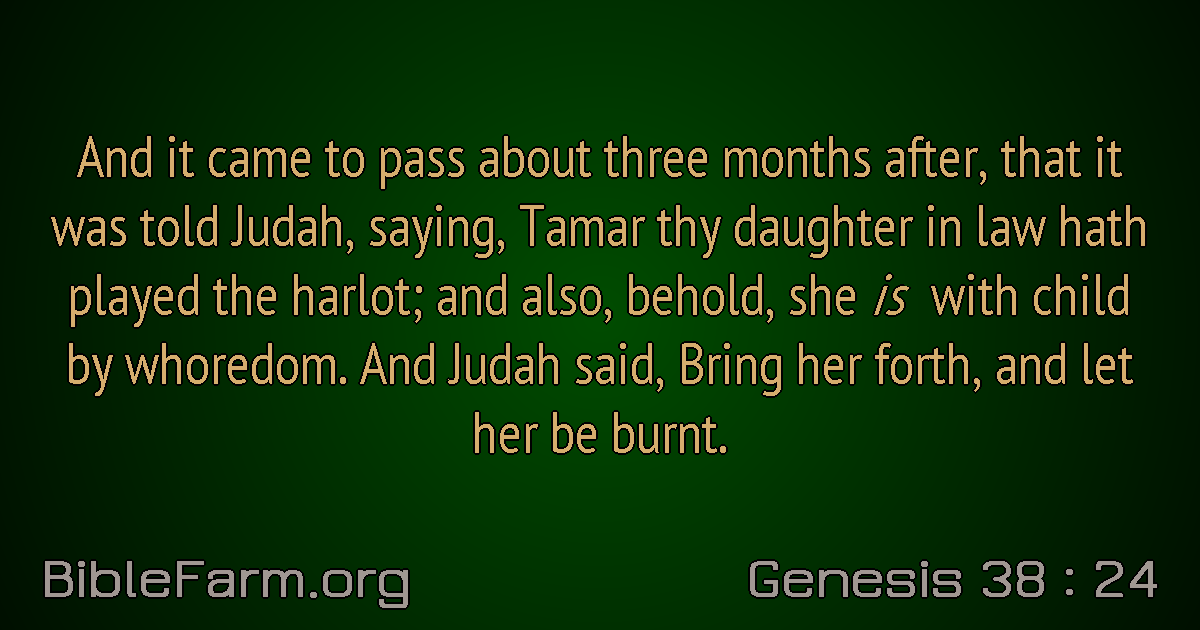 And it came to pass about three months after, that it
was told Judah, saying, Tamar thy daughter in law hath
played the harlot; and also, behold, she is with child
by whoredom. And Judah said, Bring her forth, and let
her be burnt.
BibleFarm.org
Genesis 38 : 24